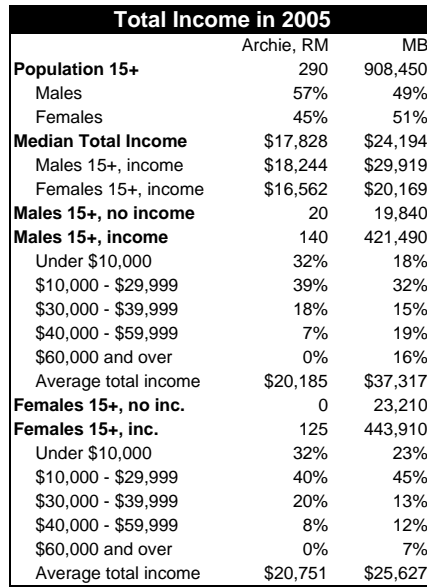 Total Income in 2005
Archie, RM MB
Population 15+ 290 908,450
Males 57% 49%
Females 45% 51%
Median Total Income $17,828 $24,194
Males 15+, income $18,244 $29,919
Females 15+, income $16,562 $20,169
Males 15+, no income 20 19,840
Males 15+, income 140 421,490
Under $10,000 32% 18%
$10,000 - $29,999 39% 32%
$30,000 - $39,999 18% 15%
$40,000 - $59,999 7% 19%
$60,000 and over 0% 16%
Average total income $20,185 $37,317
Females 15+, no inc. 0 23,210
Females 15+, inc. 125 443,910
Under $10,000 32% 23%
$10,000 - $29,999 40% 45%
$30,000 - $39,999 20% 13%
$40,000 - $59,999 8% 12%
$60,000 and over 0% 7%
Average total income $20,751 $25,627